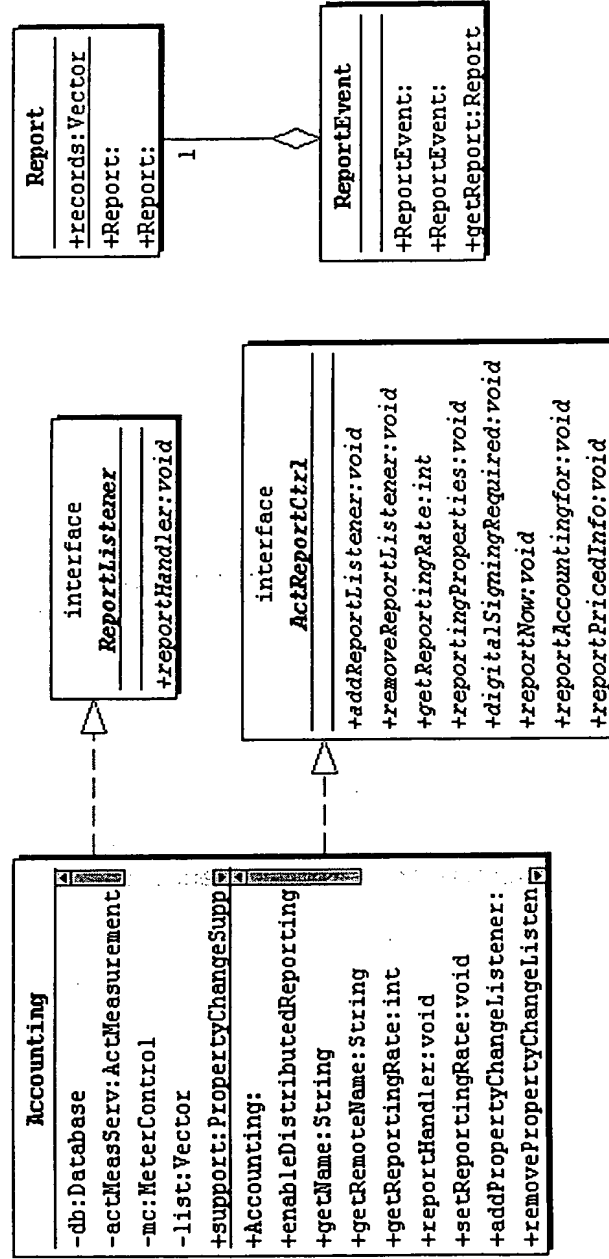 Accounting
-db:Database
-actMeasServ:ActMeasurement
-mc:MeterControl
-list:Vector
+support:PropertyChangeSupp
+Accounting:
+enableDistributedReporting
+getName:String
+getRemoteName:String
+getReportingRate:int
+reportHandler:void
+setReportingRate:void
+addPropertyChangeListener:
+removePropertyChangeListen
interface
ReportListener
+reportHandler:void
interface
ActReportCtrl
+addReportListener:void
+removeReportListener:void
+getReportingRate:int
+reportingProperties:void
+digitalSigningRequired:void
+reportNow:void
+reportAccountingfor:void
+reportPricedInfo:void
Report
+records:Vector
+Report:
+Report:
1
ReportEvent
+ReportEvent:
+ReportEvent:
+getReport:Report